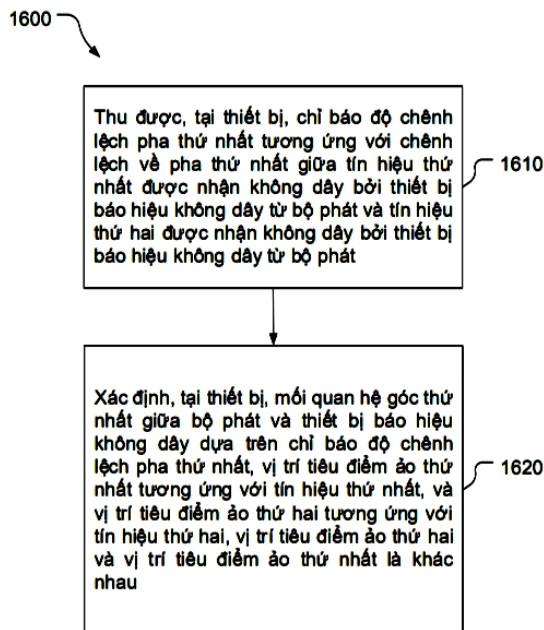 1600
Thu được, tại thiết bị, chỉ báo độ chênh
lệch pha thứ nhất tương ứng với chênh
lệch về pha thứ nhất giữa tín hiệu thứ
nhất được nhận không dây bởi thiết bị
báo hiệu không dây từ bộ phát và tín hiệu
thứ hai được nhận không dây bởi thiết bị
báo hiệu không dây từ bộ phát
1610
Xác định, tại thiết bị, mối quan hệ góc thứ
nhất giữa bộ phát và thiết bị báo hiệu
không dây dựa trên chỉ báo độ chênh
lệch pha thứ nhất, vị trí tiêu điểm ảo thứ
nhất tương ứng với tín hiệu thứ nhất, và
vị trí tiêu điểm ảo thứ hai tương ứng với
tín hiệu thứ hai, vị trí tiêu điểm ảo thứ hai
và vị trí tiêu điểm ảo thứ nhất là khác
nhau
1620